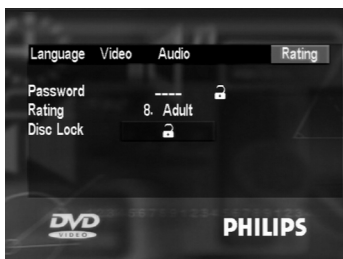 Language Video Audio Rating
Password ----
Rating 8. Adult
Disc Lock
DVD
VIDEO
PHILIPS